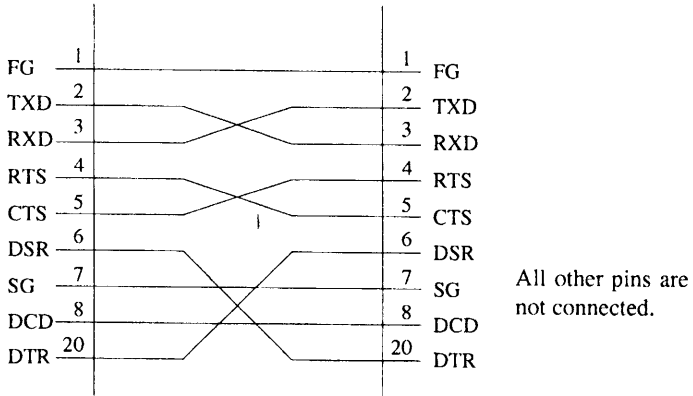 FG 1 1 FG
TXD 2 2 TXD
RXD 3 3 RXD
RTS 4 4 RTS
CTS 5 5 CTS
DSR 6 6 DSR
SG 7 7 SG
All other pins are
not connected.
DCD 8 8 DCD
DTR 20 20 DTR